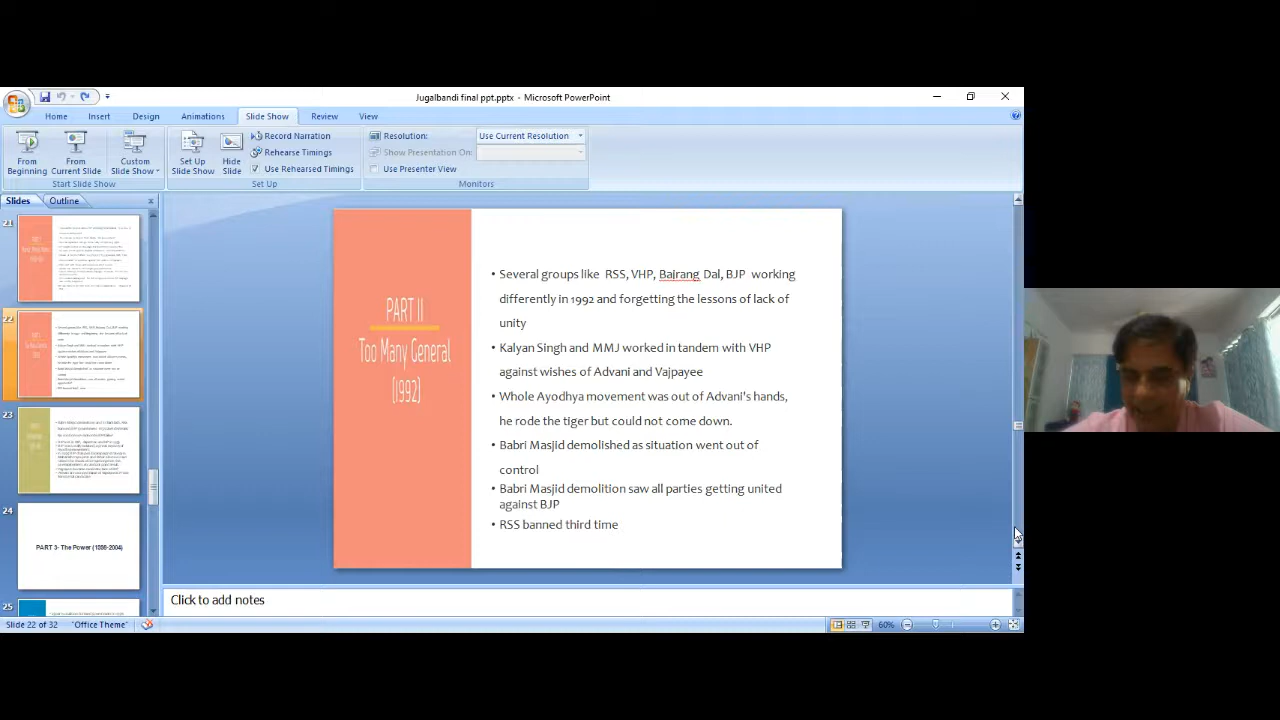 Jugalbandi final ppt.pptx - Microsoft PowerPoint
Home Insert Design Animations Slide Show Review View
From Beginning
From Current Slide
Custom Slide Show
Set Up Slide Show
Hide Slide
Record Narration
Rehearse Timings
Use Rehearsed Timings
Resolution: Use Current Resolution
Show Presentation On:
Use Presenter View
Start Slide Show Set Up Monitors
Slides Outline
21
22
23
24
PART 3- The Power (1998-2004)
25
PART II
Too Many General
(1992)
• Several groups like RSS, VHP, Bajrang Dal, BJP working
differently in 1992 and forgetting the lessons of lack of
unity
• Kalyan Singh and MMJ worked in tandem with VHP
against wishes of Advani and Vajpayee
• Whole Ayodhya movement was out of Advani's hands,
he rode the tiger but could not come down.
• Babri Masjid demolished as situation went out of
control
• Babri Masjid demolition saw all parties getting united
against BJP
• RSS banned third time
Click to add notes
Slide 22 of 32 "Office Theme" 60%